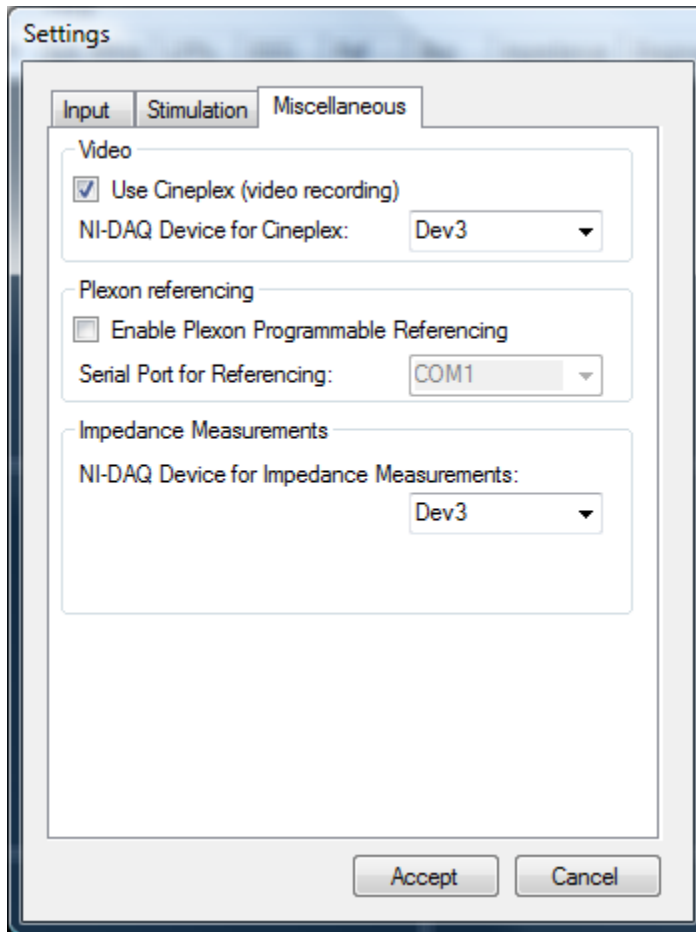 Settings
Input Stimulation Miscellaneous
Video
Use Cineplex (video recording)
NI-DAQ Device for Cineplex: Dev3
Plexon referencing
Enable Plexon Programmable Referencing
Serial Port for Referencing: COM1
Impedance Measurements
NI-DAQ Device for Impedance Measurements:
Dev3
Accept Cancel